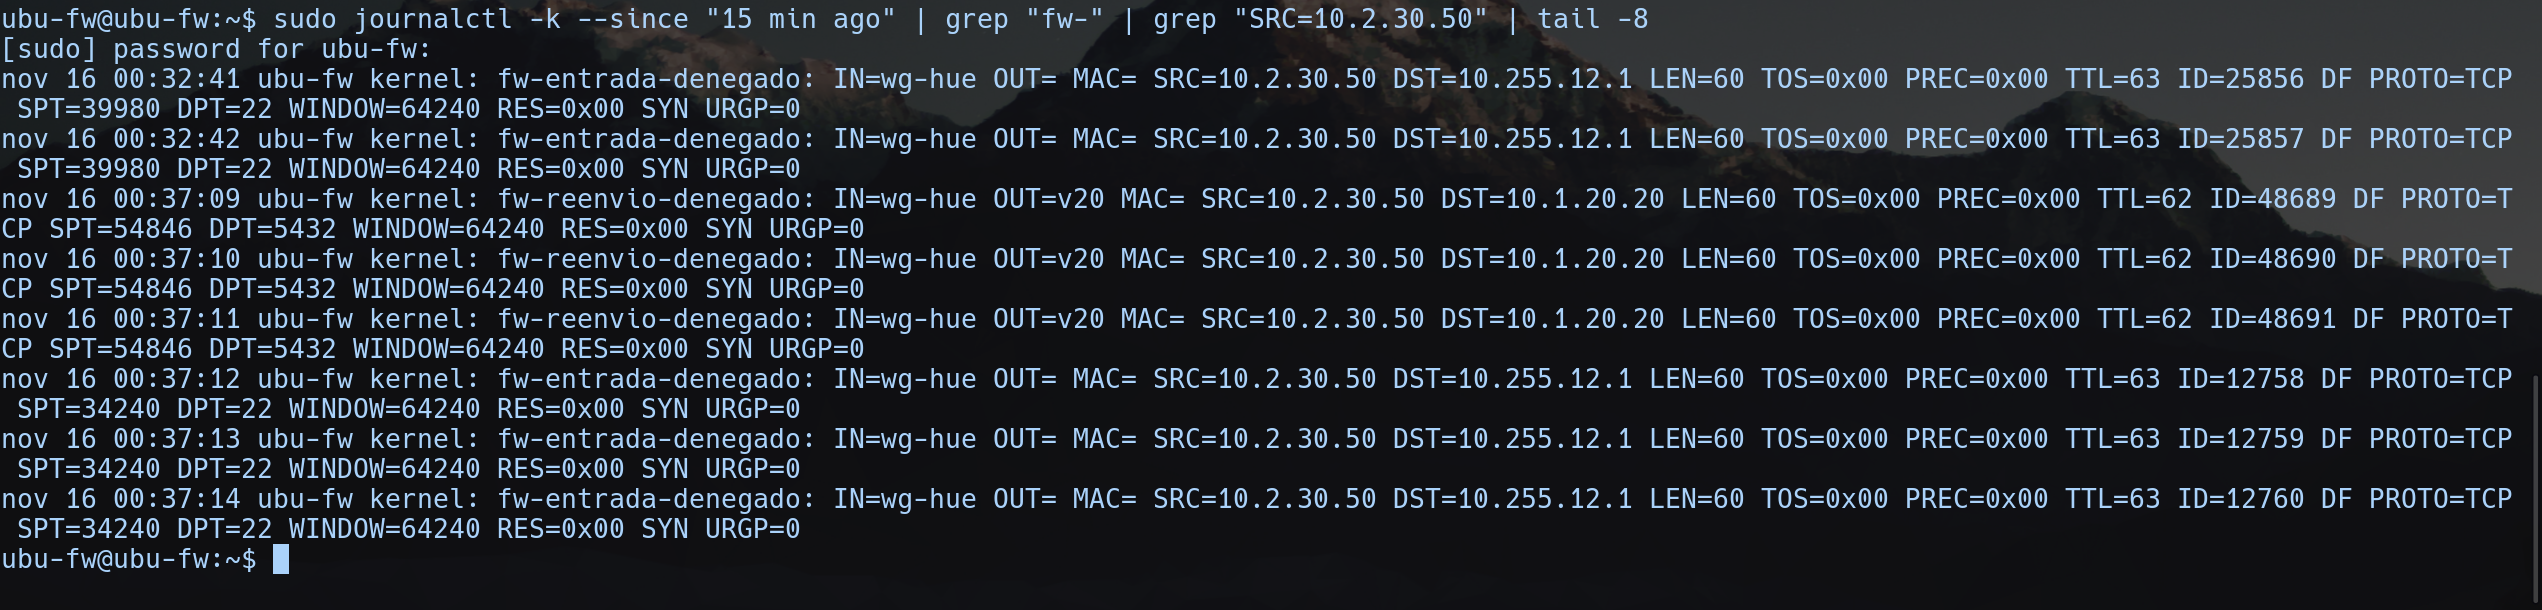 ubu-fw@ubu-fw:~$ sudo journalctl -k --since "15 min ago" | grep "fw-" | grep "SRC=10.2.30.50" | tail -8
[sudo] password for ubu-fw:
nov 16 00:32:41 ubu-fw kernel: fw-entrada-denegado: IN=wg-hue OUT= MAC= SRC=10.2.30.50 DST=10.255.12.1 LEN=60 TOS=0x00 PREC=0x00 TTL=63 ID=25856 DF PROTO=TCP
 SPT=39980 DPT=22 WINDOW=64240 RES=0x00 SYN URGP=0
nov 16 00:32:42 ubu-fw kernel: fw-entrada-denegado: IN=wg-hue OUT= MAC= SRC=10.2.30.50 DST=10.255.12.1 LEN=60 TOS=0x00 PREC=0x00 TTL=63 ID=25857 DF PROTO=TCP
 SPT=39980 DPT=22 WINDOW=64240 RES=0x00 SYN URGP=0
nov 16 00:37:09 ubu-fw kernel: fw-reenvio-denegado: IN=wg-hue OUT=v20 MAC= SRC=10.2.30.50 DST=10.1.20.20 LEN=60 TOS=0x00 PREC=0x00 TTL=62 ID=48689 DF PROTO=T
CP SPT=54846 DPT=5432 WINDOW=64240 RES=0x00 SYN URGP=0
nov 16 00:37:10 ubu-fw kernel: fw-reenvio-denegado: IN=wg-hue OUT=v20 MAC= SRC=10.2.30.50 DST=10.1.20.20 LEN=60 TOS=0x00 PREC=0x00 TTL=62 ID=48690 DF PROTO=T
CP SPT=54846 DPT=5432 WINDOW=64240 RES=0x00 SYN URGP=0
nov 16 00:37:11 ubu-fw kernel: fw-reenvio-denegado: IN=wg-hue OUT=v20 MAC= SRC=10.2.30.50 DST=10.1.20.20 LEN=60 TOS=0x00 PREC=0x00 TTL=62 ID=48691 DF PROTO=T
CP SPT=54846 DPT=5432 WINDOW=64240 RES=0x00 SYN URGP=0
nov 16 00:37:12 ubu-fw kernel: fw-entrada-denegado: IN=wg-hue OUT= MAC= SRC=10.2.30.50 DST=10.255.12.1 LEN=60 TOS=0x00 PREC=0x00 TTL=63 ID=12758 DF PROTO=TCP
 SPT=34240 DPT=22 WINDOW=64240 RES=0x00 SYN URGP=0
nov 16 00:37:13 ubu-fw kernel: fw-entrada-denegado: IN=wg-hue OUT= MAC= SRC=10.2.30.50 DST=10.255.12.1 LEN=60 TOS=0x00 PREC=0x00 TTL=63 ID=12759 DF PROTO=TCP
 SPT=34240 DPT=22 WINDOW=64240 RES=0x00 SYN URGP=0
nov 16 00:37:14 ubu-fw kernel: fw-entrada-denegado: IN=wg-hue OUT= MAC= SRC=10.2.30.50 DST=10.255.12.1 LEN=60 TOS=0x00 PREC=0x00 TTL=63 ID=12760 DF PROTO=TCP
 SPT=34240 DPT=22 WINDOW=64240 RES=0x00 SYN URGP=0
ubu-fw@ubu-fw:~$